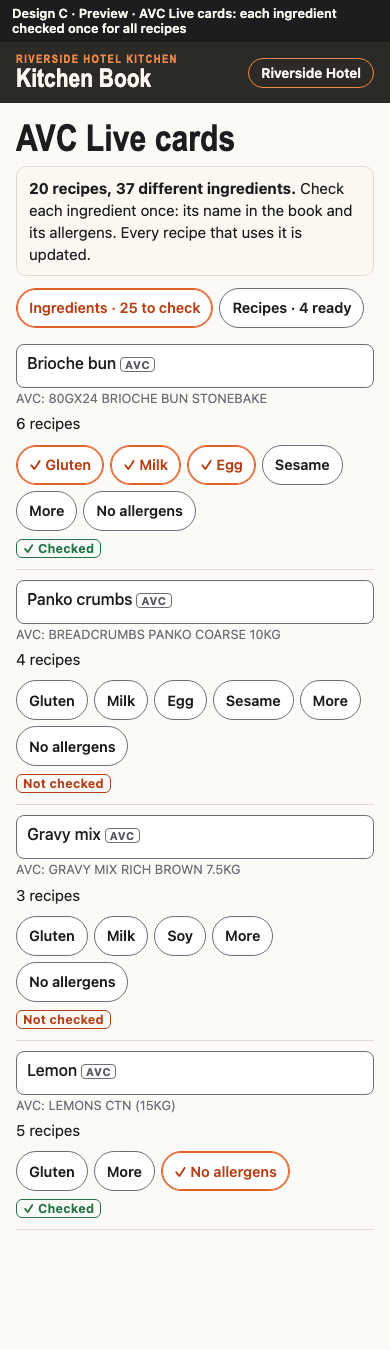 Design C · Preview · AVC Live cards: each ingredient
checked once for all recipes
RIVERSIDE HOTEL KITCHEN
Kitchen Book
Riverside Hotel
AVC Live cards
20 recipes, 37 different ingredients. Check
each ingredient once: its name in the book and
its allergens. Every recipe that uses it is
updated.
Ingredients · 25 to check
Recipes · 4 ready
Brioche bun AVC
AVC: 80GX24 BRIOCHE BUN STONEBAKE
6 recipes
✓ Gluten ✓ Milk ✓ Egg Sesame
More No allergens
✓ Checked
Panko crumbs AVC
AVC: BREADCRUMBS PANKO COARSE 10KG
4 recipes
Gluten Milk Egg Sesame More
No allergens
Not checked
Gravy mix AVC
AVC: GRAVY MIX RICH BROWN 7.5KG
3 recipes
Gluten Milk Soy More
No allergens
Not checked
Lemon AVC
AVC: LEMONS CTN (15KG)
5 recipes
Gluten More ✓ No allergens
✓ Checked